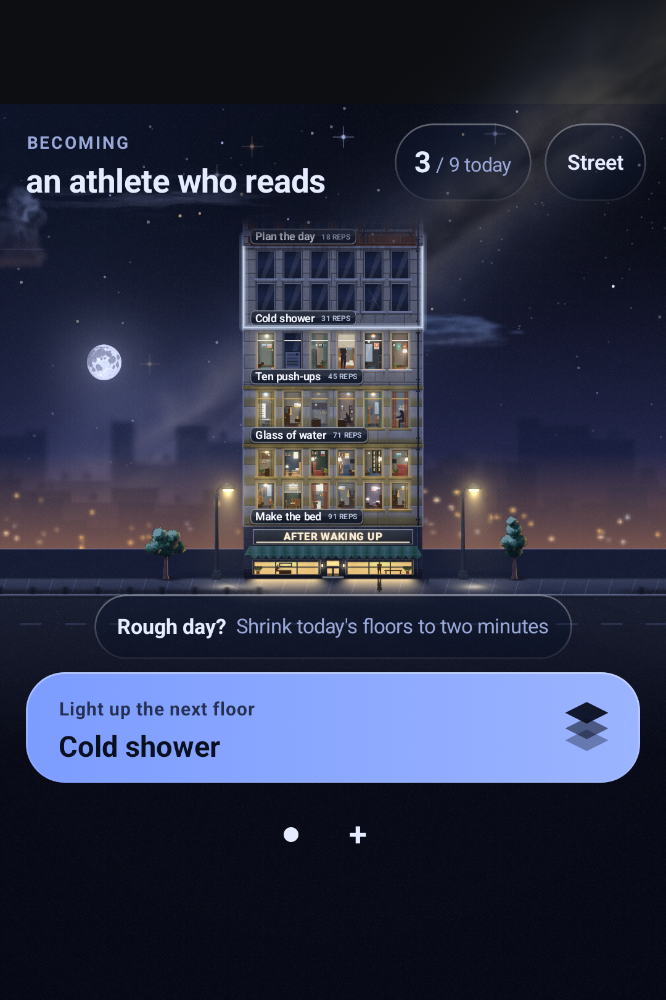 BECOMING
an athlete who reads
3 / 9 today
Street
Plan the day 18 REPS
Cold shower 31 REPS
Ten push-ups 45 REPS
Glass of water 71 REPS
Make the bed 91 REPS
AFTER WAKING UP
Rough day? Shrink today's floors to two minutes
Light up the next floor
Cold shower